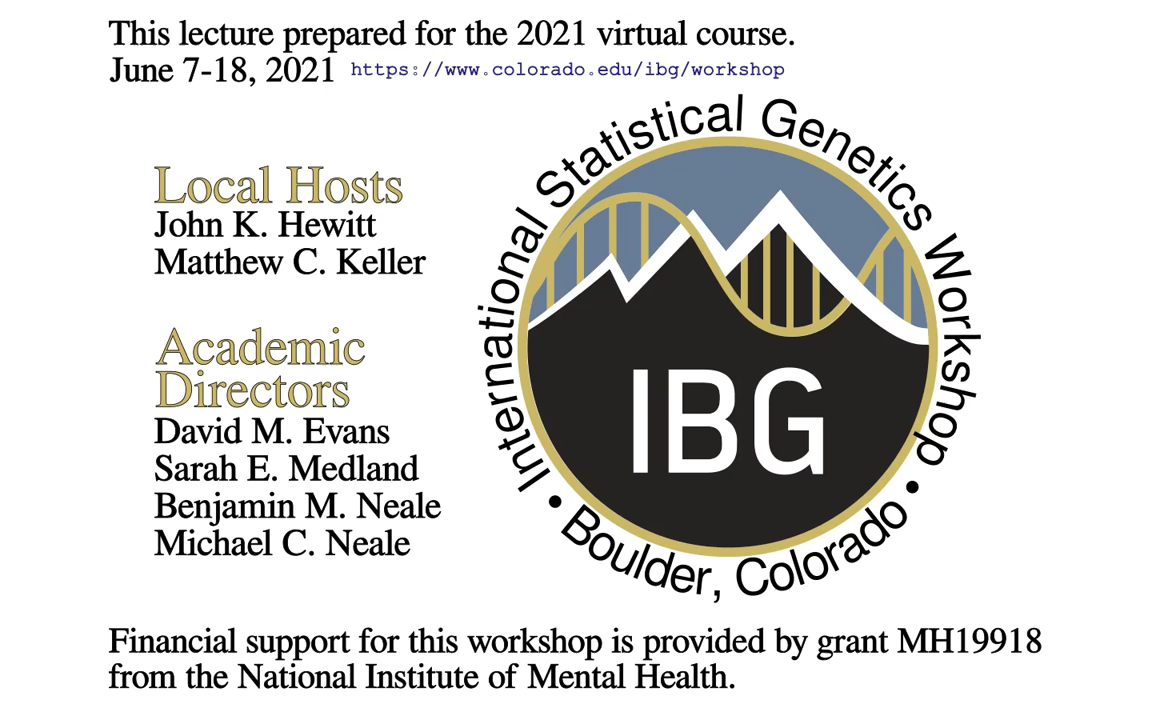 This lecture prepared for the 2021 virtual course.
June 7-18, 2021 https://www.colorado.edu/ibg/workshop
Local Hosts
John K. Hewitt
Matthew C. Keller
Academic
Directors
David M. Evans
Sarah E. Medland
Benjamin M. Neale
Michael C. Neale
International Statistical Genetics Workshop
• Boulder, Colorado •
IBG
Financial support for this workshop is provided by grant MH19918
from the National Institute of Mental Health.